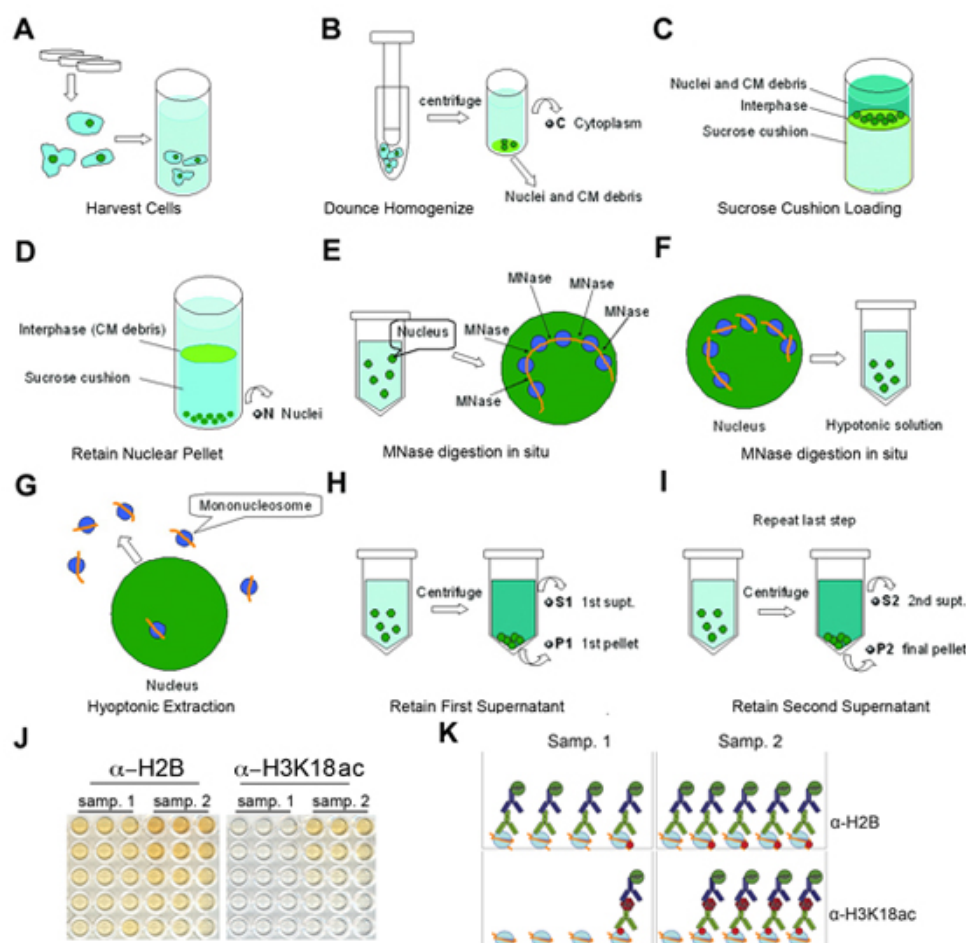 A
Harvest Cells
B
centrifuge
C Cytoplasm
Nuclei and CM debris
Dounce Homogenize
C
Nuclei and CM debris
Interphase
Sucrose cushion
Sucrose Cushion Loading
D
Interphase (CM debris)
Sucrose cushion
N Nuclei
Retain Nuclear Pellet
E
Nucleus
MNase
MNase
MNase
MNase
MNase
MNase digestion in situ
F
Nucleus
Hypotonic solution
MNase digestion in situ
G
Mononucleosome
Nucleus
Hyoptonic Extraction
H
Centrifuge
S1 1st supt.
P1 1st pellet
Retain First Supernatant
I
Repeat last step
Centrifuge
S2 2nd supt.
P2 final pellet
Retain Second Supernatant
J
α-H2B α-H3K18ac
samp. 1 samp. 2 samp. 1 samp. 2
K
Samp. 1 Samp. 2
α-H2B
α-H3K18ac